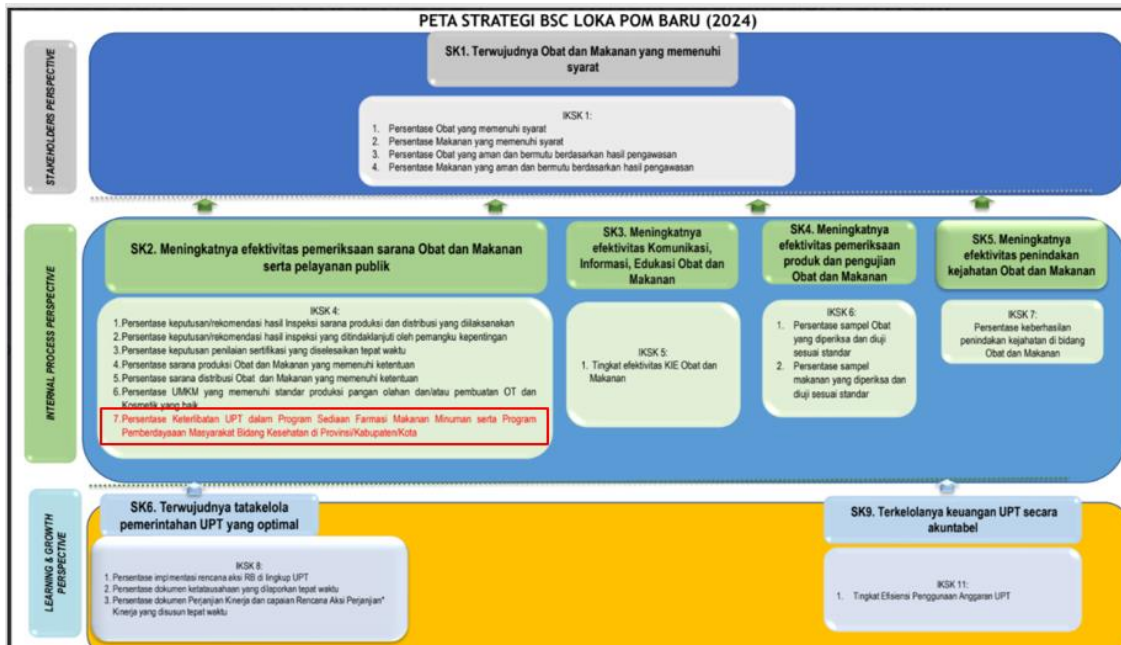 PETA STRATEGI BSC LOKA POM BARU (2024)
STAKEHOLDERS PERSPECTIVE
SK1. Terwujudnya Obat dan Makanan yang memenuhi
syarat
IKSK 1:
1. Persentase Obat yang memenuhi syarat
2. Persentase Makanan yang memenuhi syarat
3. Persentase Obat yang aman dan bermutu berdasarkan hasil pengawasan
4. Persentase Makanan yang aman dan bermutu berdasarkan hasil pengawasan
INTERNAL PROCESS PERSPECTIVE
SK2. Meningkatnya efektivitas pemeriksaan sarana Obat dan Makanan
serta pelayanan publik
IKSK 4:
1. Persentase keputusan/rekomendasi hasil Inspeksi sarana produksi dan distribusi yang dilaksanakan
2. Persentase keputusan/rekomendasi hasil inspeksi yang ditindaklanjuti oleh pemangku kepentingan
3. Persentase keputusan penilaian sertifikasi yang diselesaikan tepat waktu
4. Persentase sarana produksi Obat dan Makanan yang memenuhi ketentuan
5. Persentase sarana distribusi Obat dan Makanan yang memenuhi ketentuan
6. Persentase UMKM yang memenuhi standar produksi pangan olahan dan/atau pembuatan OT dan
Kosmetik yang baik
7. Persentase Keterlibatan UPT dalam Program Sediaan Farmasi Makanan Minuman serta Program
Pemberdayaan Masyarakat Bidang Kesehatan di Provinsi/Kabupaten/Kota
SK3. Meningkatnya
efektivitas Komunikasi,
Informasi, Edukasi Obat dan
Makanan
IKSK 5:
1. Tingkat efektivitas KIE Obat dan
Makanan
SK4. Meningkatnya
efektivitas pemeriksaan
produk dan pengujian
Obat dan Makanan
IKSK 6:
1. Persentase sampel Obat
yang diperiksa dan diuji
sesuai standar
2. Persentase sampel
makanan yang diperiksa dan
diuji sesuai standar
SK5. Meningkatnya
efektivitas penindakan
kejahatan Obat dan Makanan
IKSK 7:
Persentase keberhasilan
penindakan kejahatan di bidang
Obat dan Makanan
LEARNING & GROWTH
PERSPECTIVE
SK6. Terwujudnya tatakelola
pemerintahan UPT yang optimal
IKSK 8:
1. Persentase implmentasi rencana aksi RB di lingkup UPT
2. Persentase dokumen ketatausahaan yang dilaporkan tepat waktu
3. Persentase dokumen Perjanjian Kinerja dan capaian Rencana Aksi Perjanjian*
Kinerja yang disusun tepat waktu
SK9. Terkelolanya keuangan UPT secara
akuntabel
IKSK 11:
1. Tingkat Efisiensi Penggunaan Anggaran UPT